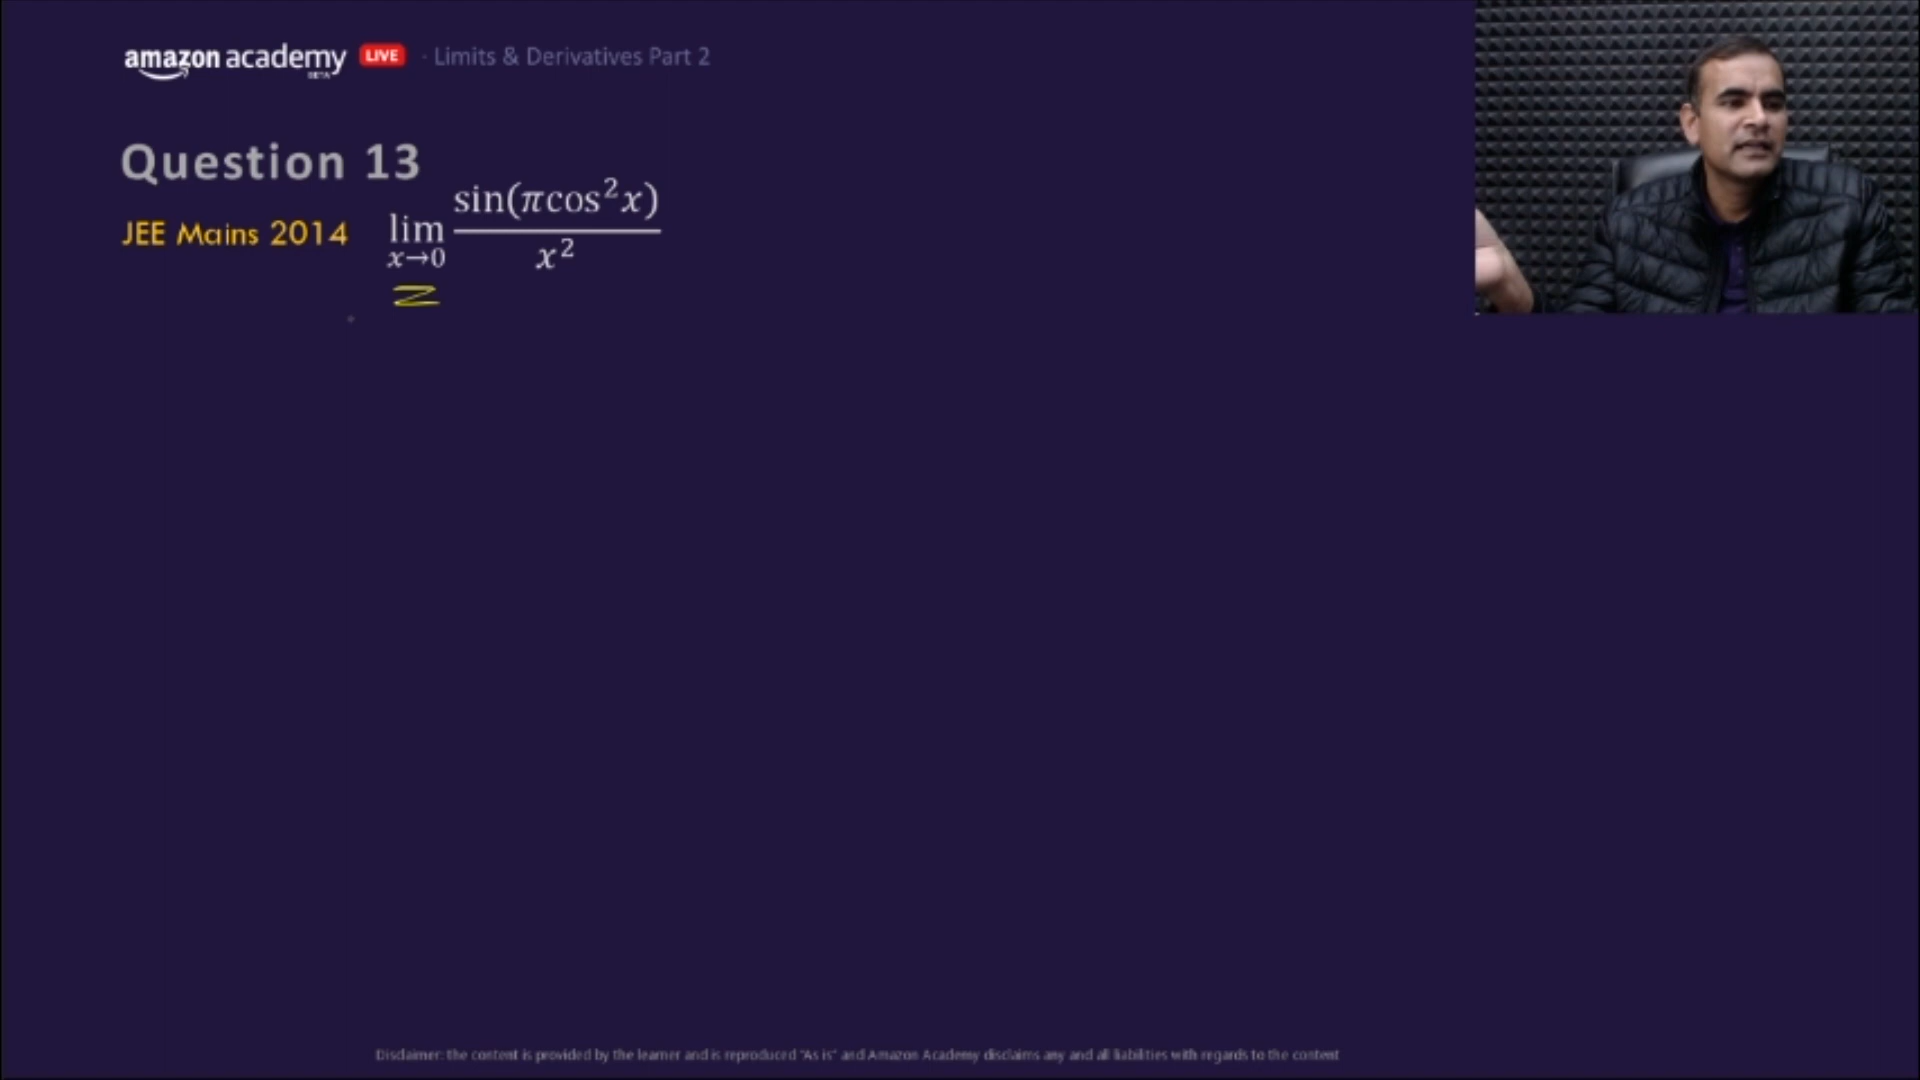 amazon academy LIVE · Limits & Derivatives Part 2
BETA
Question 13
JEE Mains 2014 lim x→0 sin(πcos²x) / x²
Disclaimer: the content is provided by the learner and is reproduced "As is" and Amazon Academy disclaims any and all liabilities with regards to the content